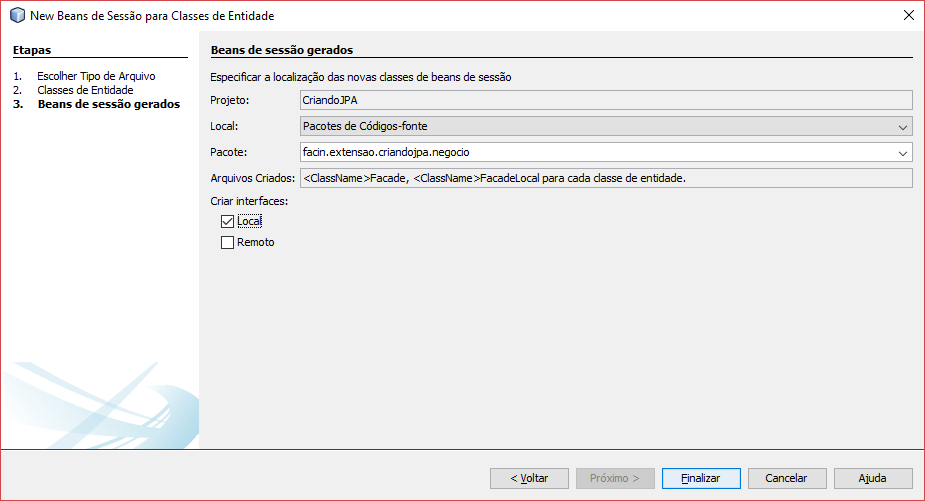 New Beans de Sessão para Classes de Entidade
Etapas
1. Escolher Tipo de Arquivo
2. Classes de Entidade
3. Beans de sessão gerados
Beans de sessão gerados
Especificar a localização das novas classes de beans de sessão
Projeto: CriandoJPA
Local: Pacotes de Códigos-fonte
Pacote: facin.extensao.criandojpa.negocio
Arquivos Criados: <ClassName>Facade, <ClassName>FacadeLocal para cada classe de entidade.
Criar interfaces:
Local
Remoto
< Voltar Próximo > Finalizar Cancelar Ajuda